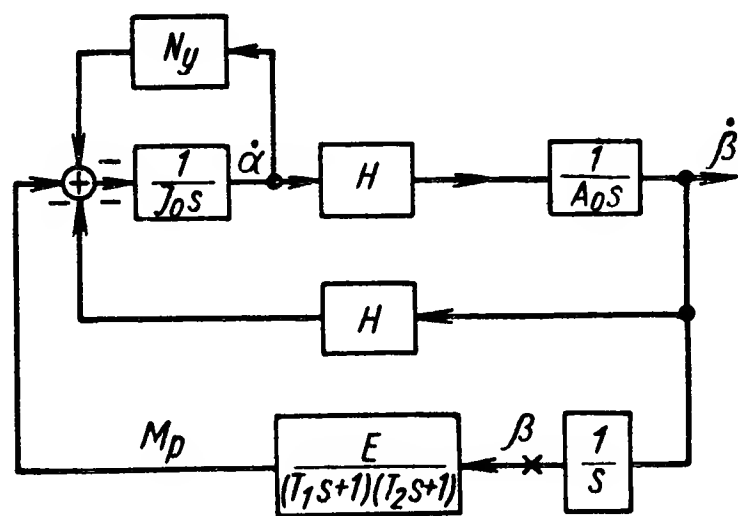 Ny
1
J₀s
α̇
H
1
A₀s
β̇
H
Mp
E
(T₁s+1)(T₂s+1)
β
1
s